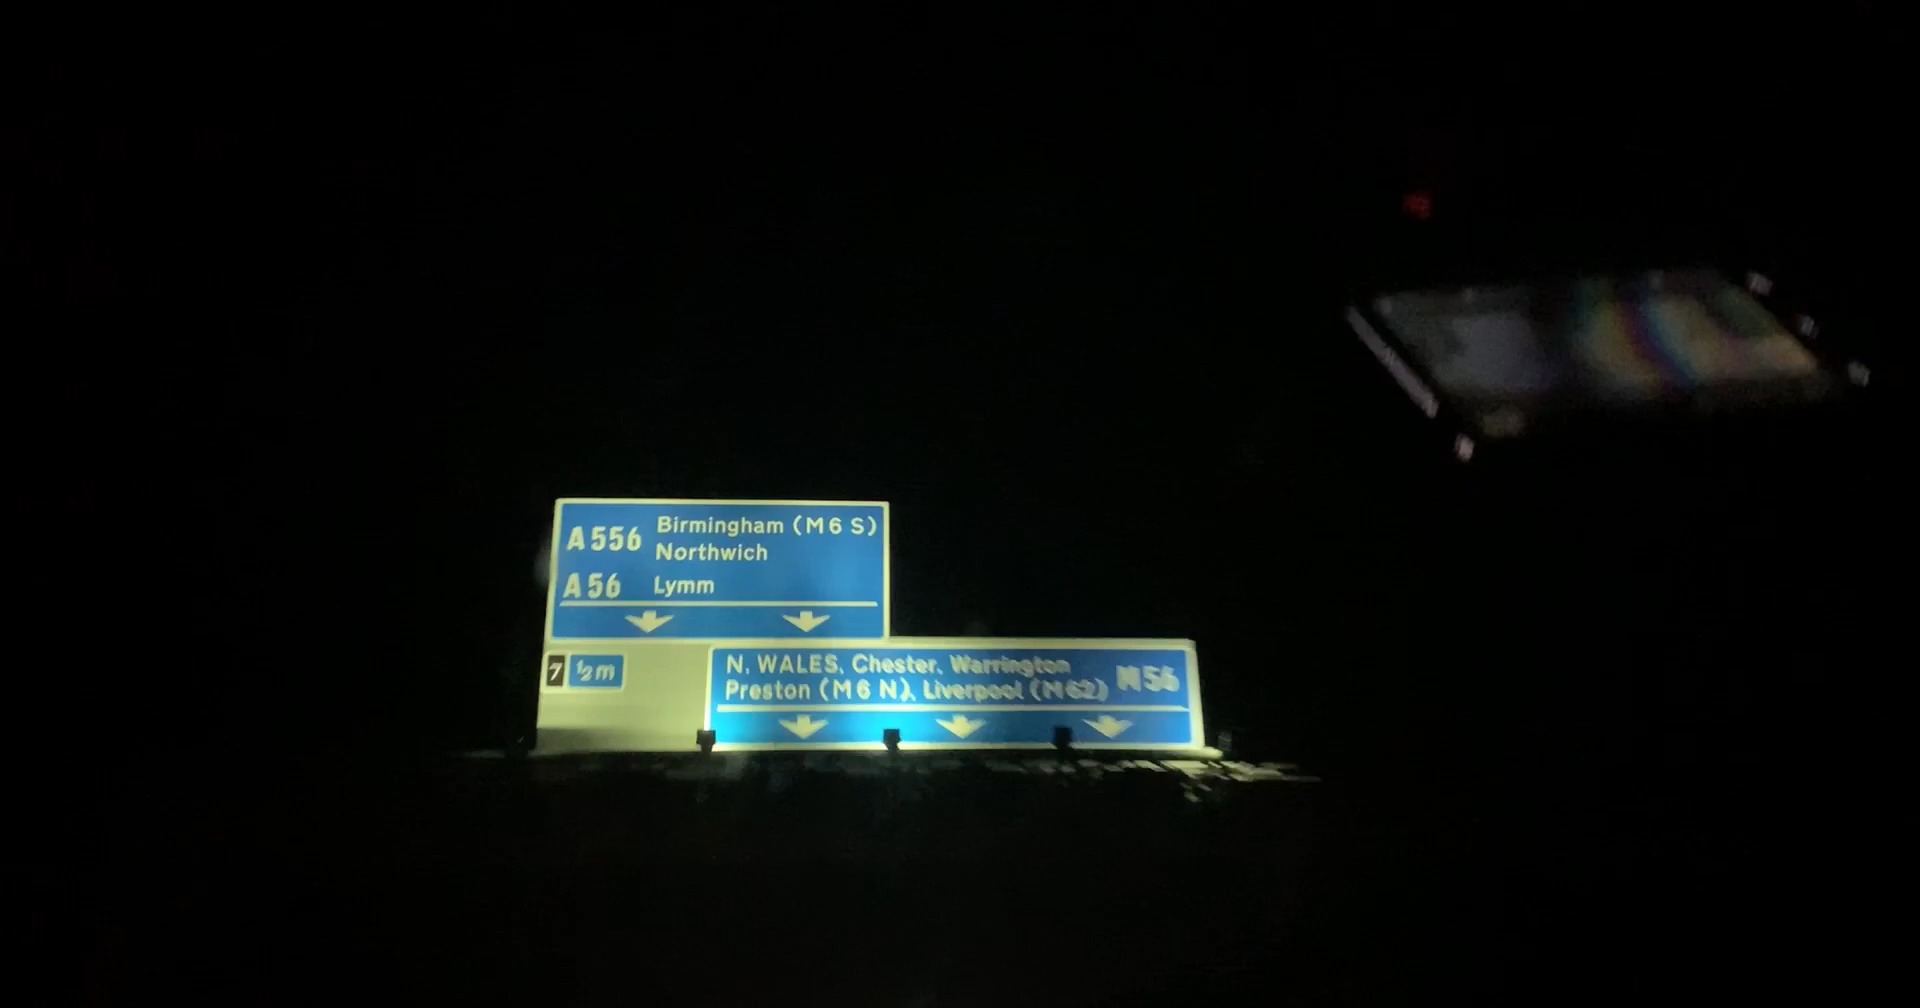 A556 Birmingham (M6 S)
Northwich
A56 Lymm
7 ½m
N. WALES, Chester, Warrington
Preston (M6 N), Liverpool (M62) M56